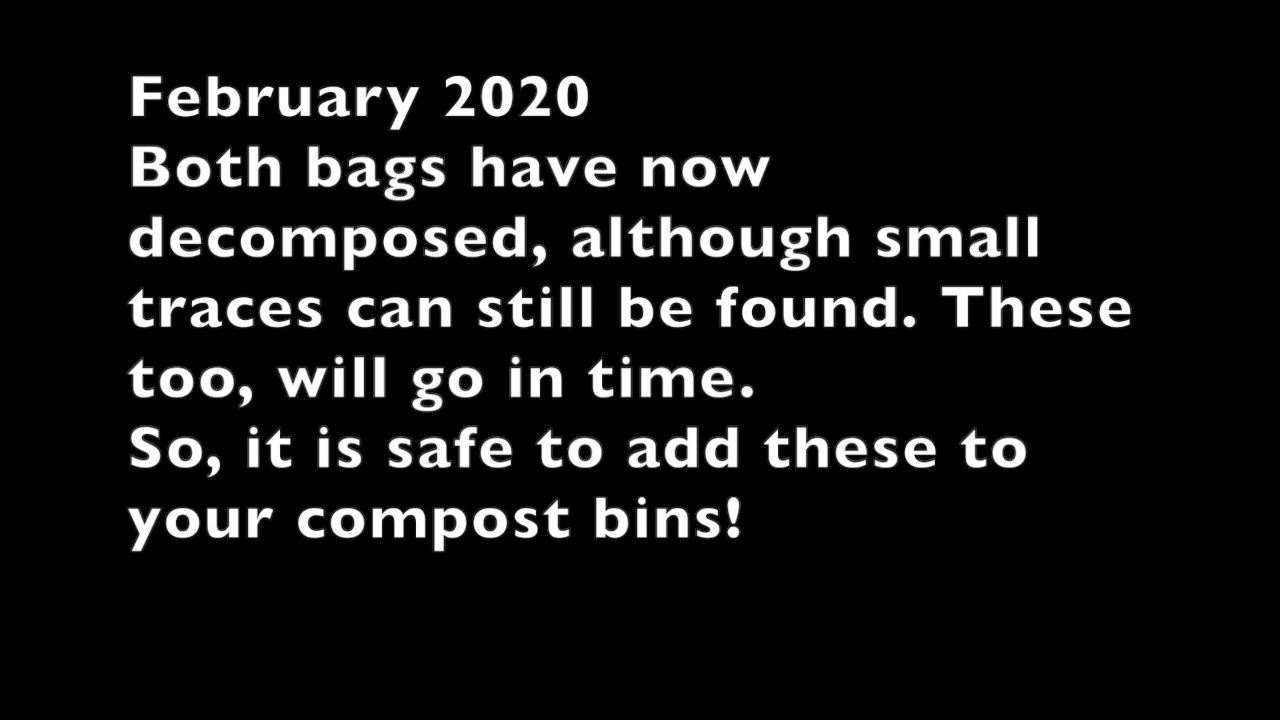 February 2020
Both bags have now
decomposed, although small
traces can still be found. These
too, will go in time.
So, it is safe to add these to
your compost bins!